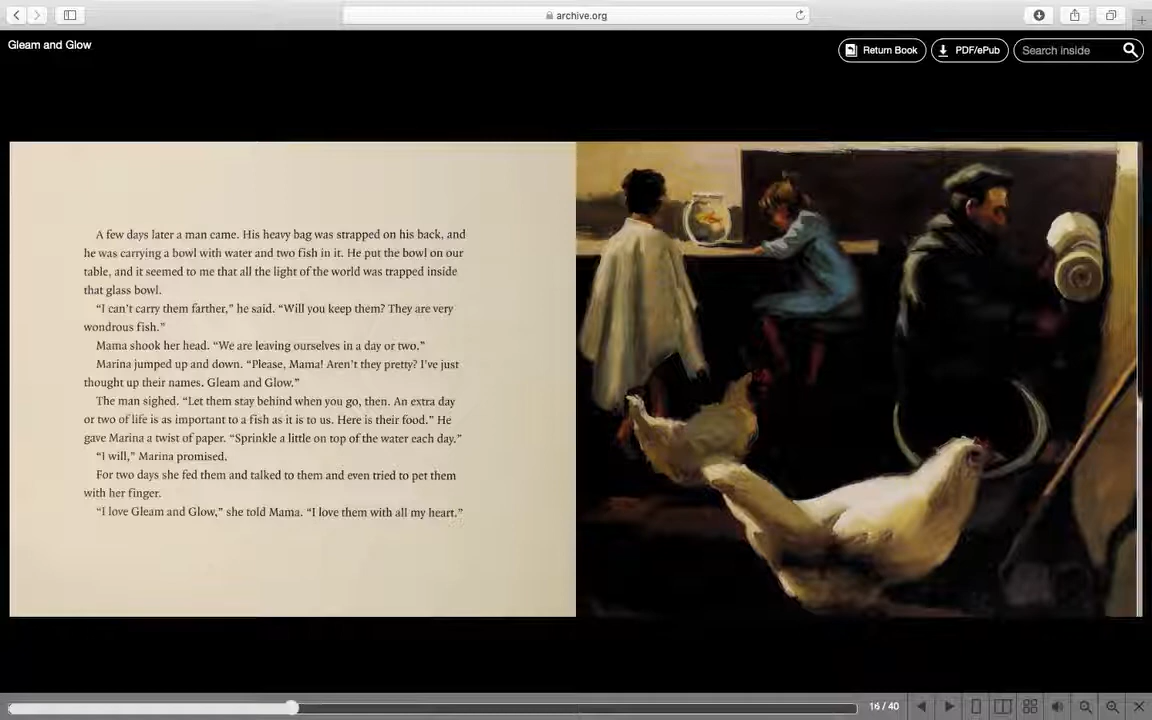 archive.org
Gleam and Glow
Return Book
PDF/ePub
Search inside
A few days later a man came. His heavy bag was strapped on his back, and
he was carrying a bowl with water and two fish in it. He put the bowl on our
table, and it seemed to me that all the light of the world was trapped inside
that glass bowl.
“I can’t carry them farther,” he said. “Will you keep them? They are very
wondrous fish.”
Mama shook her head. “We are leaving ourselves in a day or two.”
Marina jumped up and down. “Please, Mama! Aren’t they pretty? I’ve just
thought up their names. Gleam and Glow.”
The man sighed. “Let them stay behind when you go, then. An extra day
or two of life is as important to a fish as it is to us. Here is their food.” He
gave Marina a twist of paper. “Sprinkle a little on top of the water each day.”
“I will,” Marina promised.
For two days she fed them and talked to them and even tried to pet them
with her finger.
“I love Gleam and Glow,” she told Mama. “I love them with all my heart.”
16 / 40